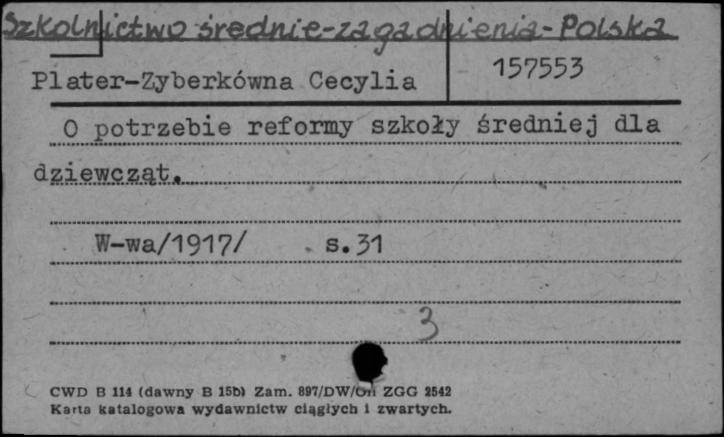 Szkolnictwo średnie-zagadnienia-Polska
Plater-Zyberkówna Cecylia
157553
O potrzebie reformy szkoły średniej dla
dziewcząt.
W-wa/1917/ s.31
3
CWD B 114 (dawny B 15b) Zam. 897/DW/ ZGG 2542
Karta katalogowa wydawnictw ciągłych i zwartych.